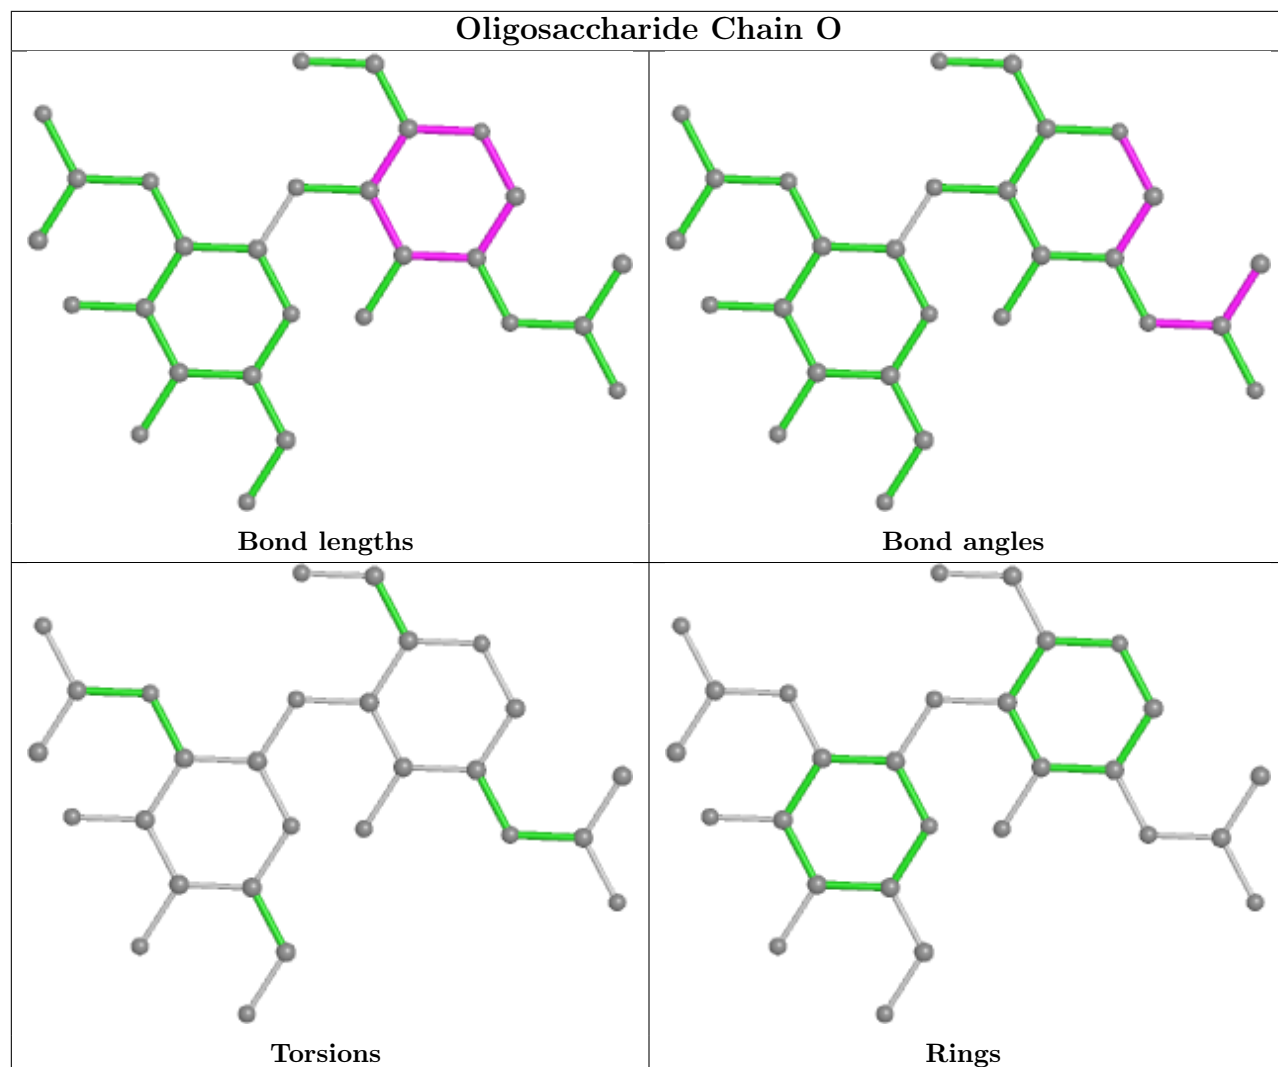 Oligosaccharide Chain O
Bond lengths
Bond angles
Torsions
Rings